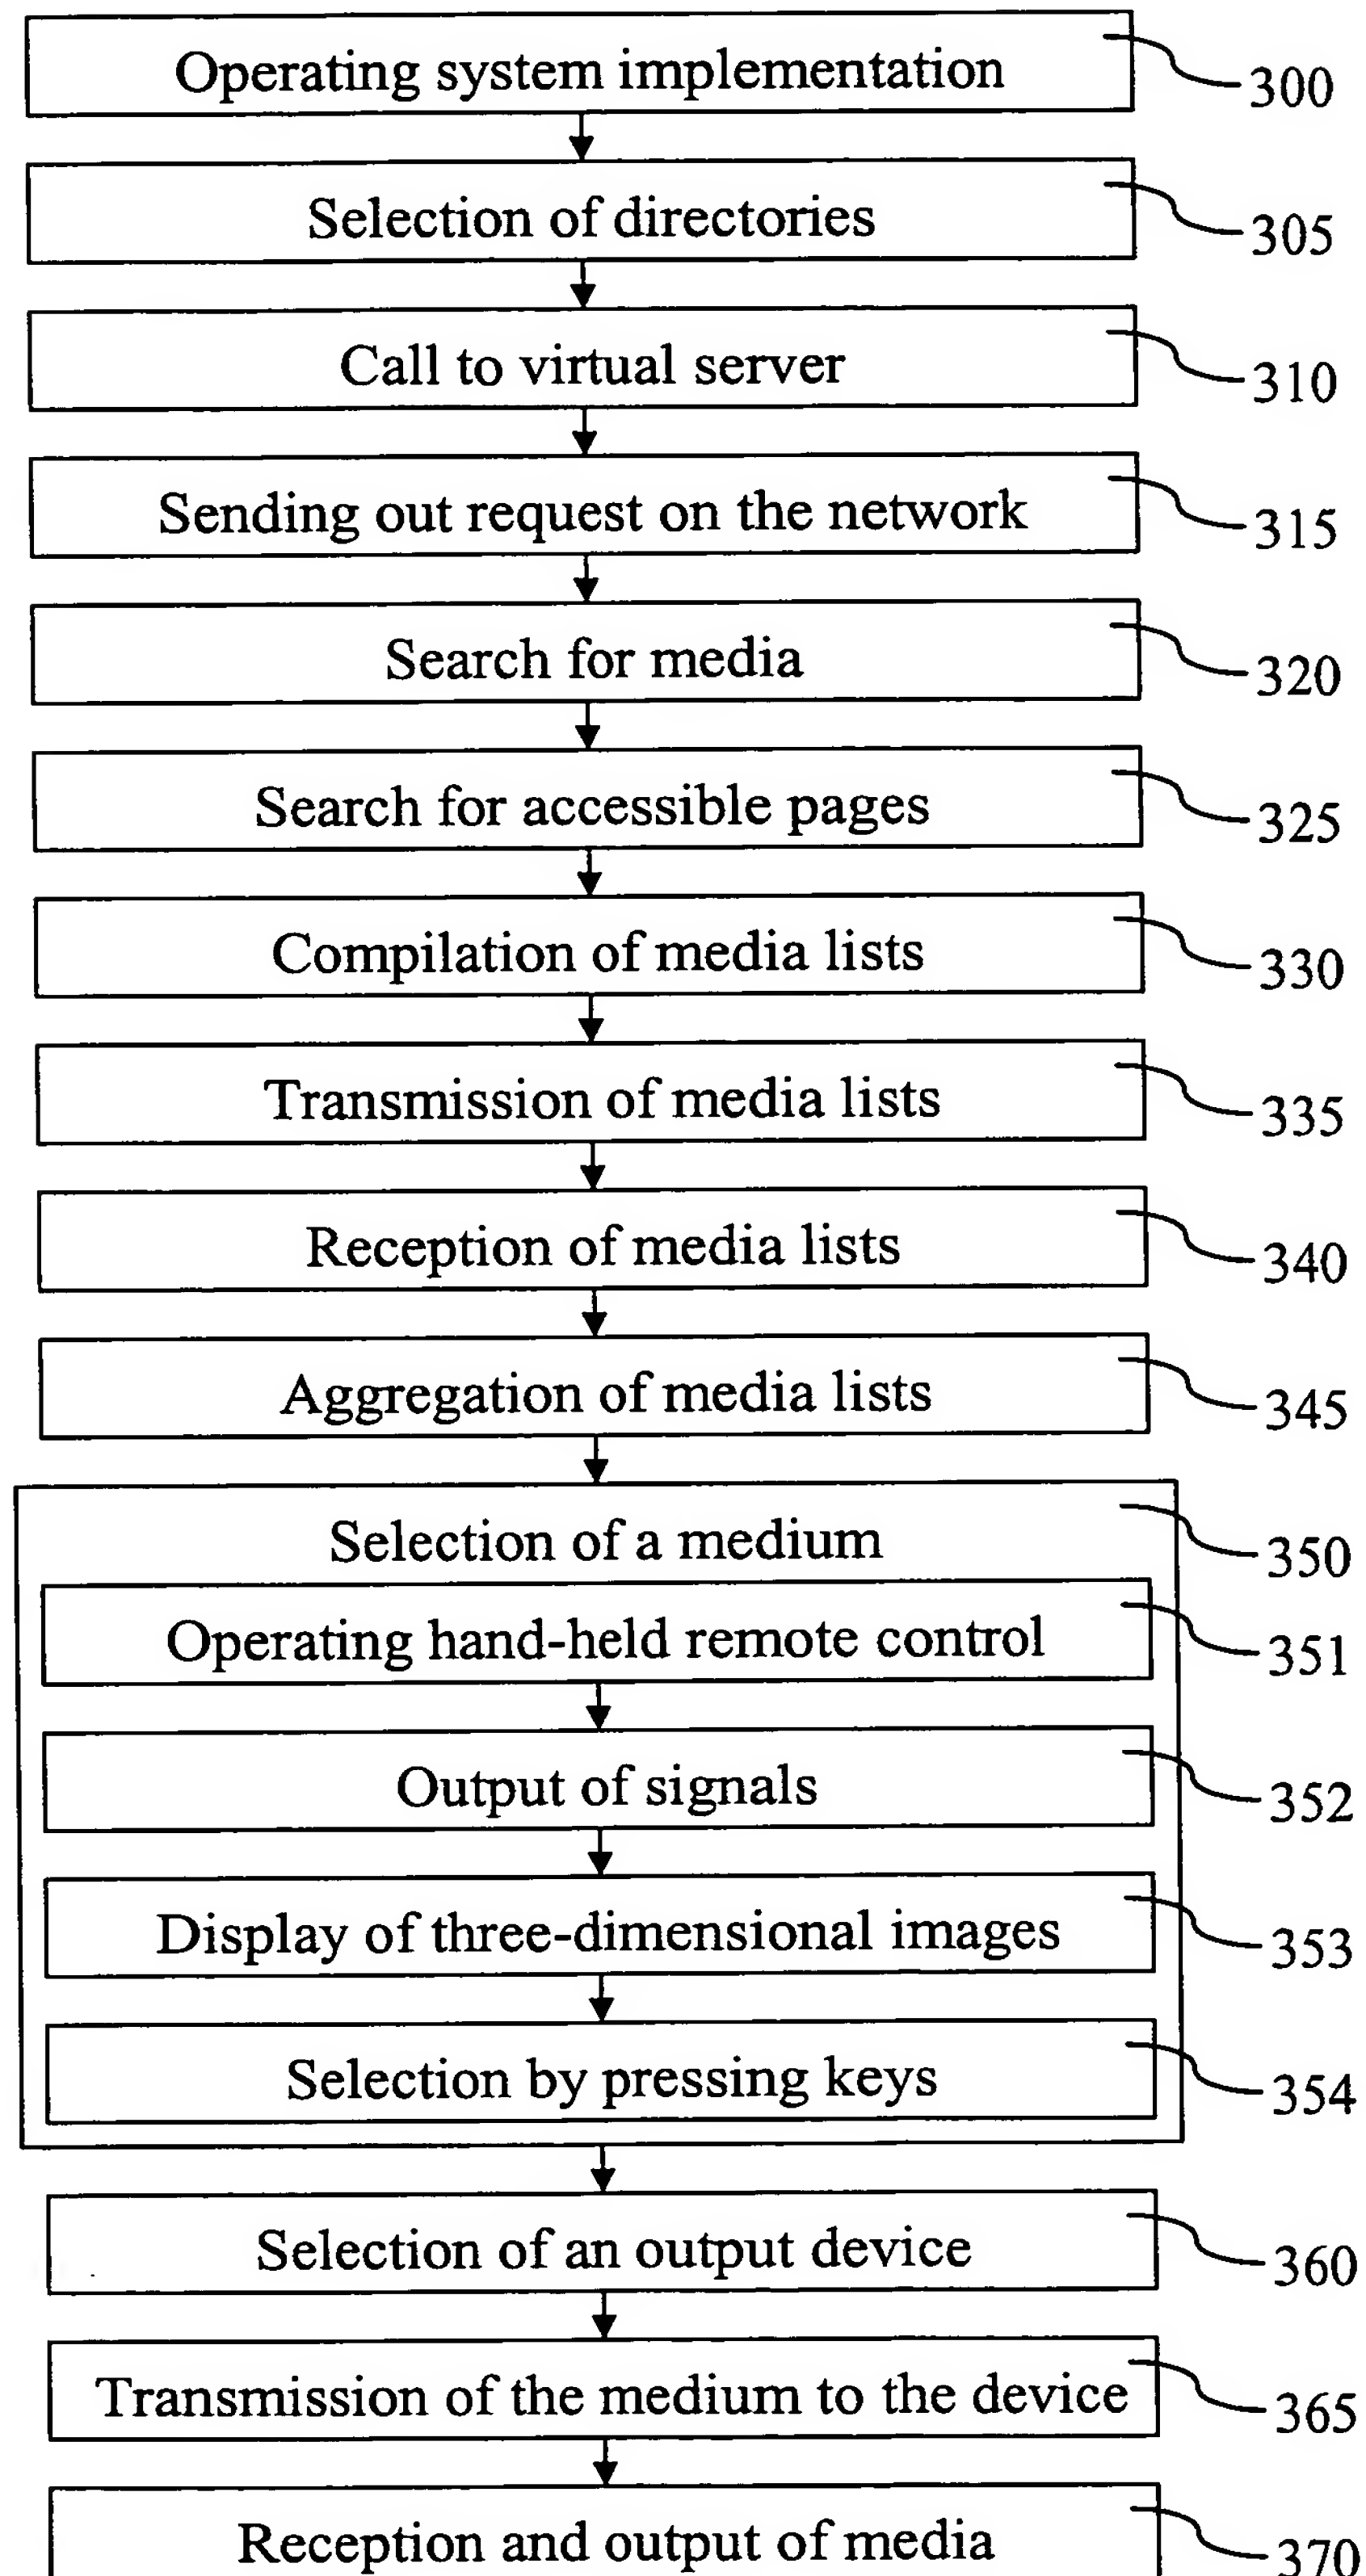 Operating system implementation
300
Selection of directories
305
Call to virtual server
310
Sending out request on the network
315
Search for media
320
Search for accessible pages
325
Compilation of media lists
330
Transmission of media lists
335
Reception of media lists
340
Aggregation of media lists
345
Selection of a medium
350
Operating hand-held remote control
351
Output of signals
352
Display of three-dimensional images
353
Selection by pressing keys
354
Selection of an output device
360
Transmission of the medium to the device
365
Reception and output of media
370